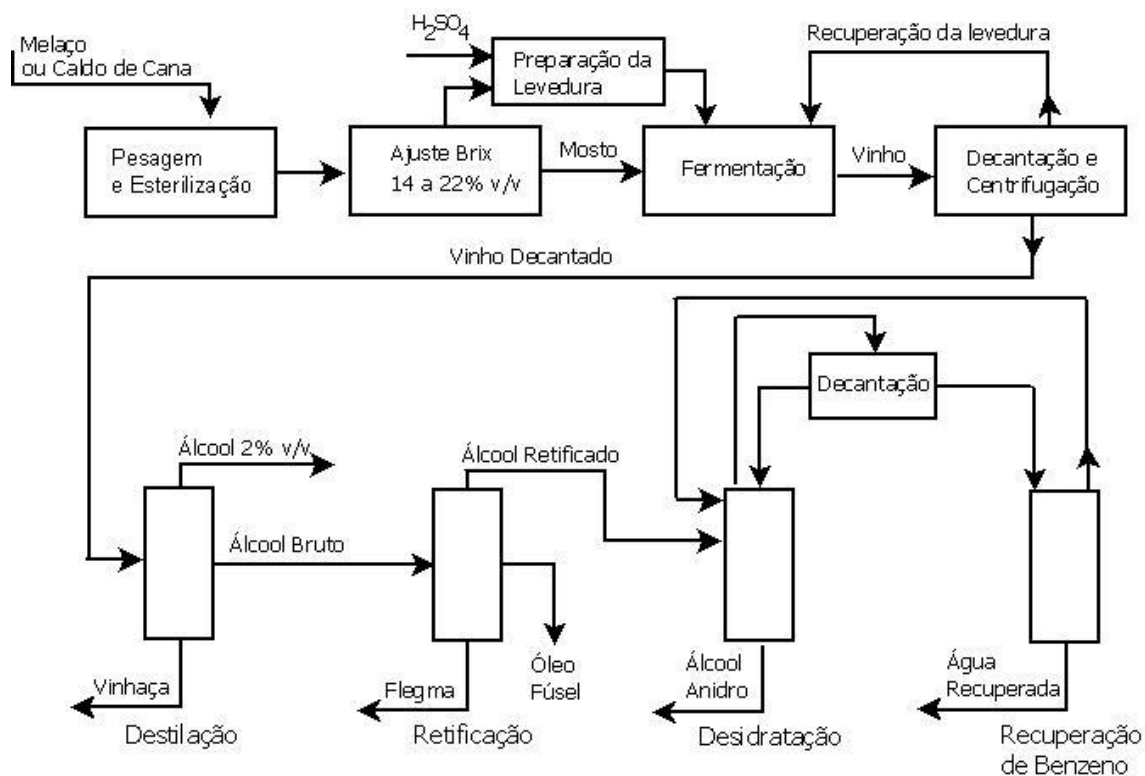 H2SO4
Melaço
ou Caldo de Cana
Recuperação da levedura
Preparação da
Levedura
Pesagem
e Esterilização
Ajuste Brix
14 a 22% v/v
Mosto
Fermentação
Vinho
Decantação e
Centrifugação
Vinho Decantado
Decantação
Álcool 2% v/v
Álcool Retificado
Álcool Bruto
Vinhaça
Flegma
Óleo
Fúsel
Álcool
Anidro
Água
Recuperada
Destilação
Retificação
Desidratação
Recuperação
de Benzeno